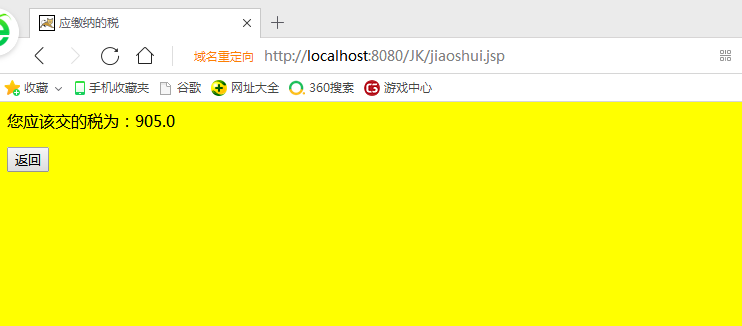 应缴纳的税
域名重定向 http://localhost:8080/JK/jiaoshui.jsp
收藏 手机收藏夹 谷歌 网址大全 360搜索 游戏中心
您应该交的税为：905.0
返回